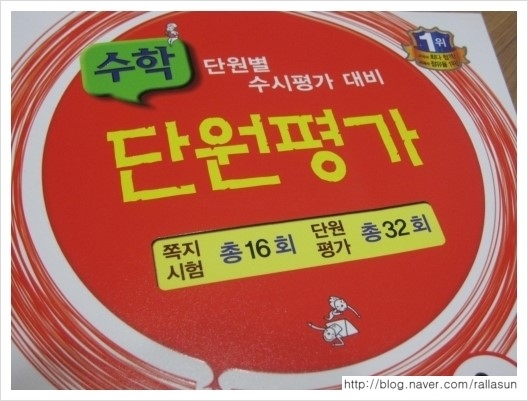 수학
단원별
수시평가 대비
1위
단원평가
쪽지
시험
총16회
단원
평가
총32회
http://blog.naver.com/rallasun